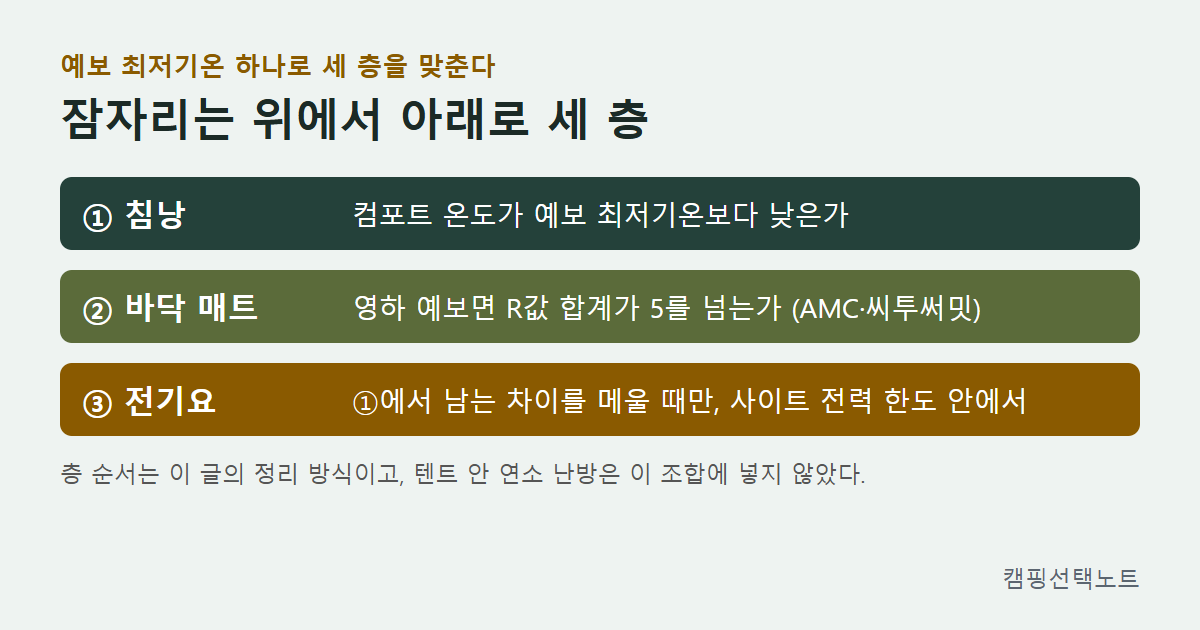 예보 최저기온 하나로 세 층을 맞춘다
잠자리는 위에서 아래로 세 층
① 침낭 컴포트 온도가 예보 최저기온보다 낮은가
② 바닥 매트 영하 예보면 R값 합계가 5를 넘는가 (AMC·씨투써밋)
③ 전기요 ①에서 남는 차이를 메울 때만, 사이트 전력 한도 안에서
층 순서는 이 글의 정리 방식이고, 텐트 안 연소 난방은 이 조합에 넣지 않았다.
캠핑선택노트